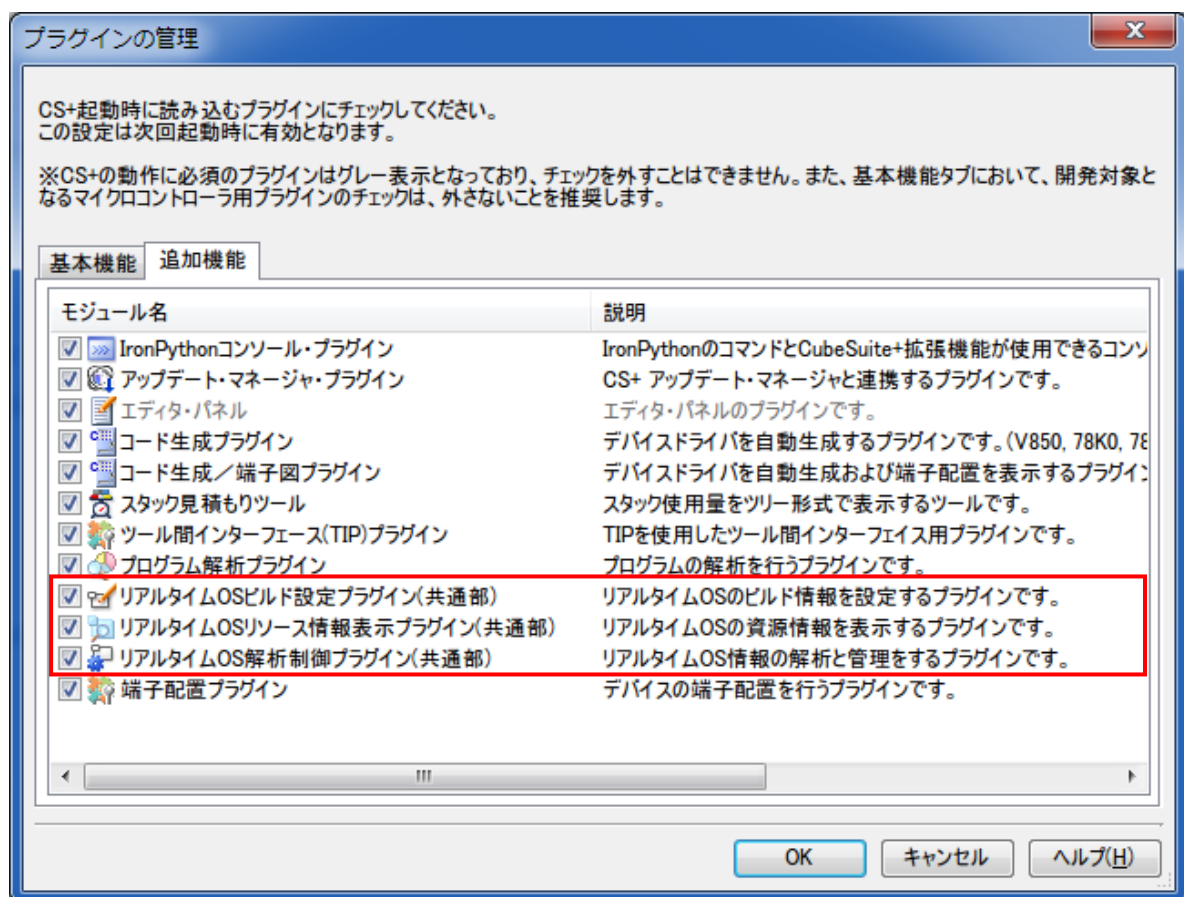 プラグインの管理
CS+起動時に読み込むプラグインにチェックしてください。
この設定は次回起動時に有効となります。
※CS+の動作に必須のプラグインはグレー表示となっており、チェックを外すことはできません。また、基本機能タブにおいて、開発対象と
なるマイクロコントローラ用プラグインのチェックは、外さないことを推奨します。
基本機能 追加機能
モジュール名 説明
IronPythonコンソール・プラグイン IronPythonのコマンドとCubeSuite+拡張機能が使用できるコンソ
アップデート・マネージャ・プラグイン CS+ アップデート・マネージャと連携するプラグインです。
エディタ・パネル エディタ・パネルのプラグインです。
コード生成プラグイン デバイスドライバを自動生成するプラグインです。(V850, 78K0, 78
コード生成／端子図プラグイン デバイスドライバを自動生成および端子配置を表示するプラグイン
スタック見積もりツール スタック使用量をツリー形式で表示するツールです。
ツール間インターフェース(TIP)プラグイン TIPを使用したツール間インターフェイス用プラグインです。
プログラム解析プラグイン プログラムの解析を行うプラグインです。
リアルタイムOSビルド設定プラグイン(共通部) リアルタイムOSのビルド情報を設定するプラグインです。
リアルタイムOSリソース情報表示プラグイン(共通部) リアルタイムOSの資源情報を表示するプラグインです。
リアルタイムOS解析制御プラグイン(共通部) リアルタイムOS情報の解析と管理をするプラグインです。
端子配置プラグイン デバイスの端子配置を行うプラグインです。
OK キャンセル ヘルプ(H)